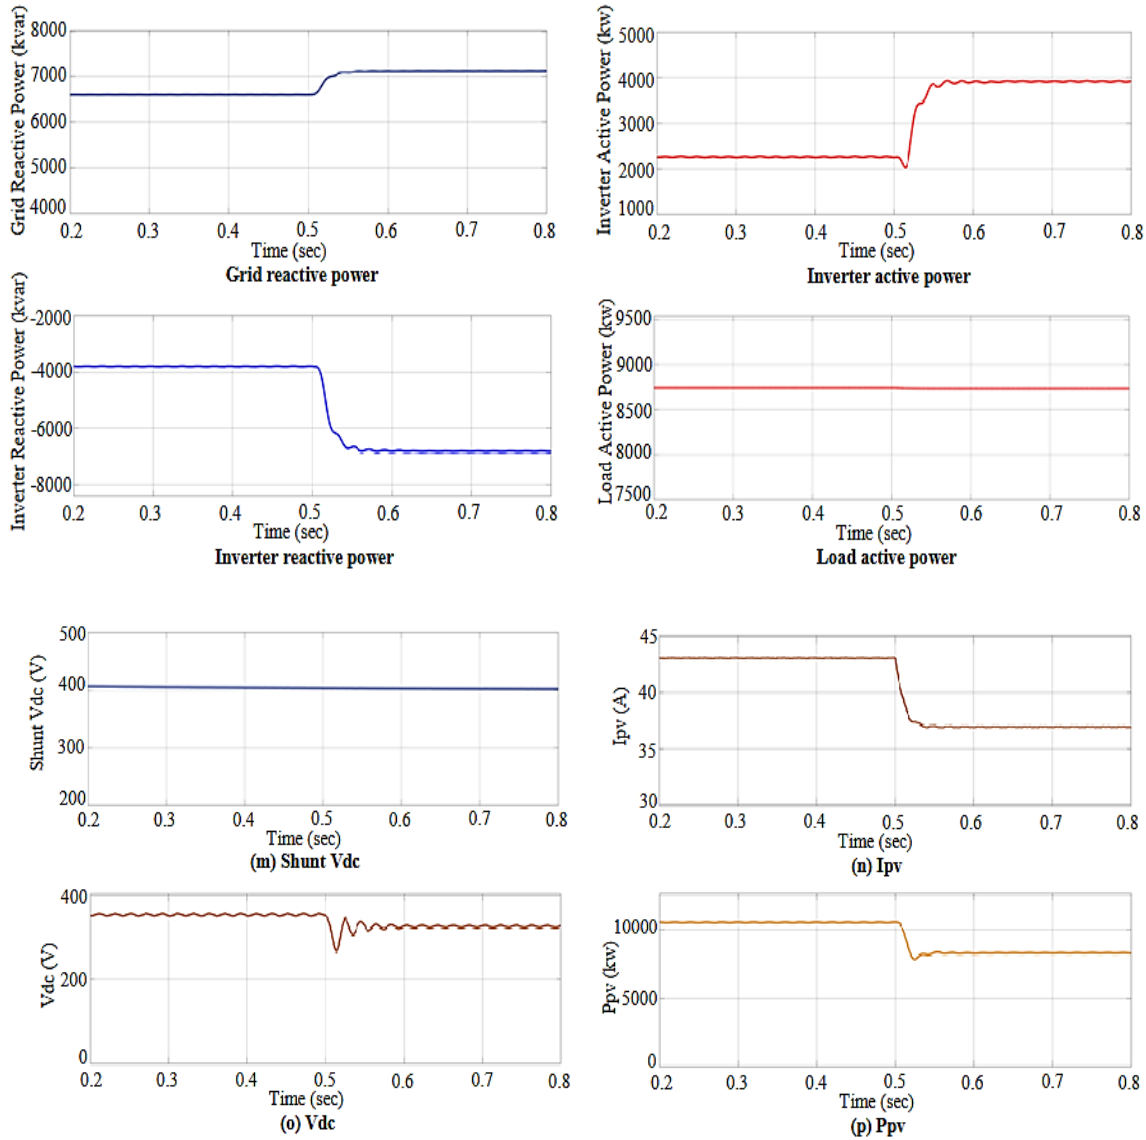 Grid Reactive Power (kvar)
8000
7000
6000
5000
4000
0.2 0.3 0.4 0.5 0.6 0.7 0.8
Time (sec)
Grid reactive power
Inverter Active Power (kw)
5000
4000
3000
2000
1000
0.2 0.3 0.4 0.5 0.6 0.7 0.8
Time (sec)
Inverter active power
Inverter Reactive Power (kvar)
-2000
-4000
-6000
-8000
0.2 0.3 0.4 0.5 0.6 0.7 0.8
Time (sec)
Inverter reactive power
Load Active Power (kw)
9500
9000
8500
8000
7500
0.2 0.3 0.4 0.5 0.6 0.7 0.8
Time (sec)
Load active power
Shunt Vdc (V)
500
400
300
200
0.2 0.3 0.4 0.5 0.6 0.7 0.8
Time (sec)
(m) Shunt Vdc
Ipv (A)
45
40
35
30
0.2 0.3 0.4 0.5 0.6 0.7 0.8
Time (sec)
(n) Ipv
Vdc (V)
400
200
0
0.2 0.3 0.4 0.5 0.6 0.7 0.8
Time (sec)
(o) Vdc
Ppv (kw)
10000
5000
0
0.2 0.3 0.4 0.5 0.6 0.7 0.8
Time (sec)
(p) Ppv